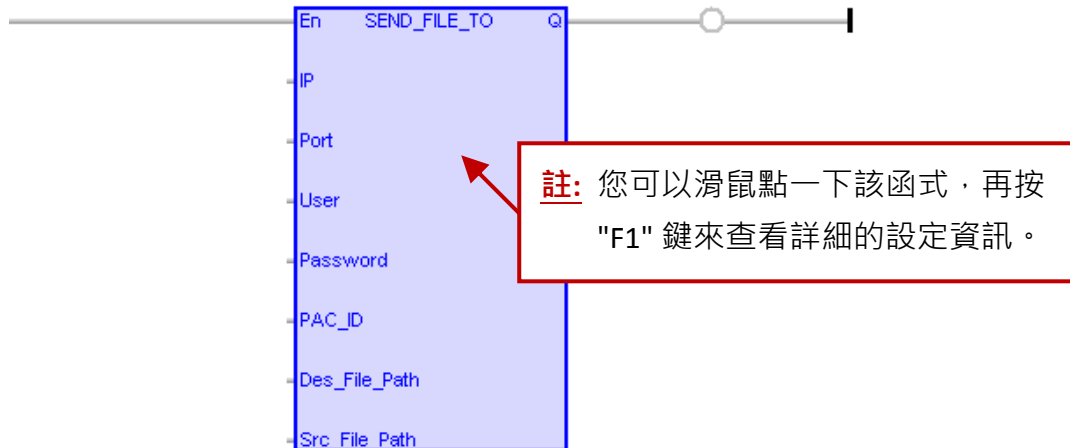 En SEND_FILE_TO Q
IP
Port
User
Password
PAC_ID
Des_File_Path
Src_File_Path
註: 您可以滑鼠點一下該函式，再按
"F1" 鍵來查看詳細的設定資訊。